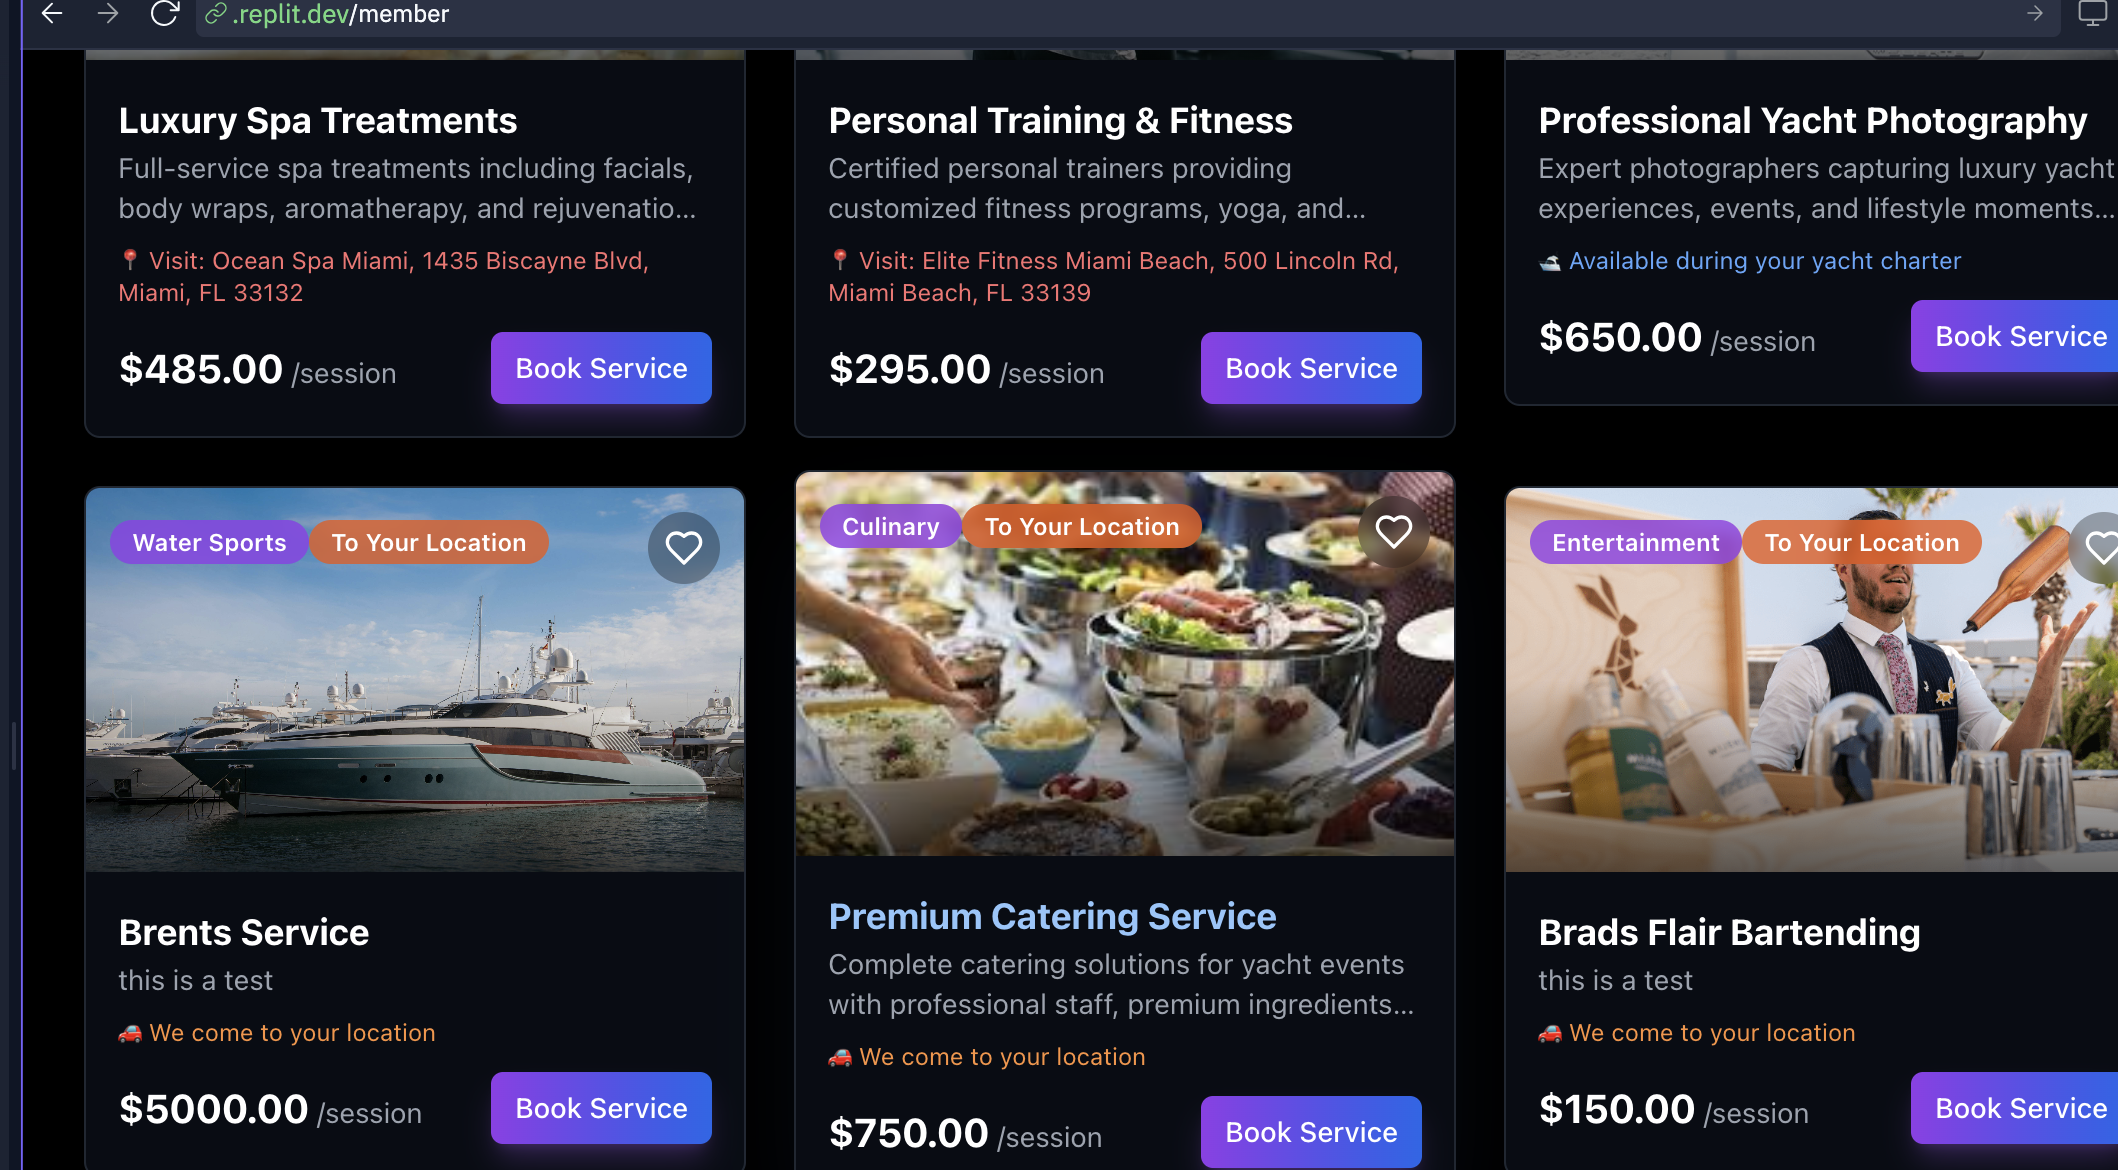 .replit.dev/member
Luxury Spa Treatments
Full-service spa treatments including facials,
body wraps, aromatherapy, and rejuvenatio...
📍 Visit: Ocean Spa Miami, 1435 Biscayne Blvd,
Miami, FL 33132
$485.00 /session
Book Service
Personal Training & Fitness
Certified personal trainers providing
customized fitness programs, yoga, and...
📍 Visit: Elite Fitness Miami Beach, 500 Lincoln Rd,
Miami Beach, FL 33139
$295.00 /session
Book Service
Professional Yacht Photography
Expert photographers capturing luxury yacht
experiences, events, and lifestyle moments...
🛥️ Available during your yacht charter
$650.00 /session
Book Service
Water Sports
To Your Location
Brents Service
this is a test
🚗 We come to your location
$5000.00 /session
Book Service
Culinary
To Your Location
Premium Catering Service
Complete catering solutions for yacht events
with professional staff, premium ingredients...
🚗 We come to your location
$750.00 /session
Book Service
Entertainment
To Your Location
Brads Flair Bartending
this is a test
🚗 We come to your location
$150.00 /session
Book Service